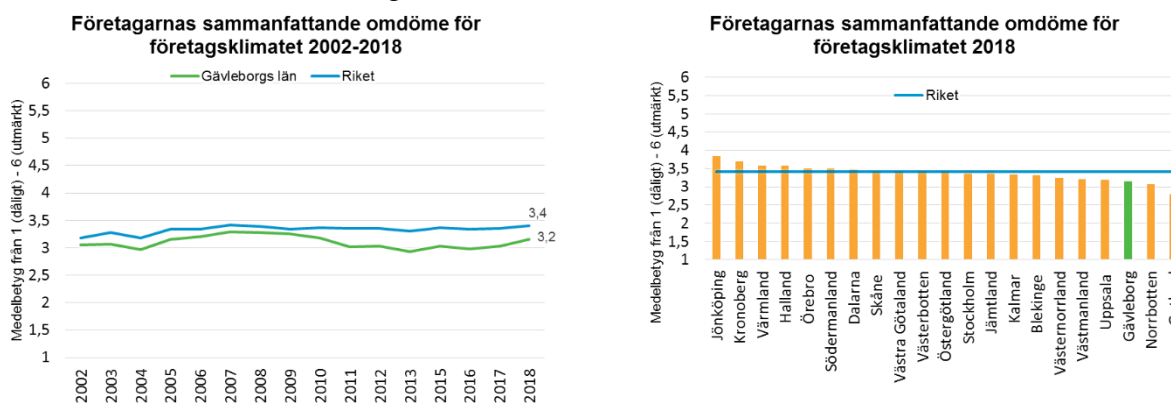 Företagarnas sammanfattande omdöme för
företagsklimatet 2002-2018
Gävleborgs län
Riket
Medelbetyg från 1 (dåligt) - 6 (utmärkt)
6
5,5
5
4,5
4
3,5
3
2,5
2
1,5
1
3,4
3,2
2002
2003
2004
2005
2006
2007
2008
2009
2010
2011
2012
2013
2014
2015
2016
2017
2018
Företagarnas sammanfattande omdöme för
företagsklimatet 2018
Riket
Medelbetyg från 1 (dåligt) - 6 (utmärkt)
6
5,5
5
4,5
4
3,5
3
2,5
2
1,5
1
Jönköping
Kronoberg
Värmland
Halland
Örebro
Södermanland
Dalarna
Skåne
Västra Götaland
Västerbotten
Östergötland
Stockholm
Jämtland
Kalmar
Blekinge
Västernorrland
Västmanland
Uppsala
Gävleborg
Norrbotten